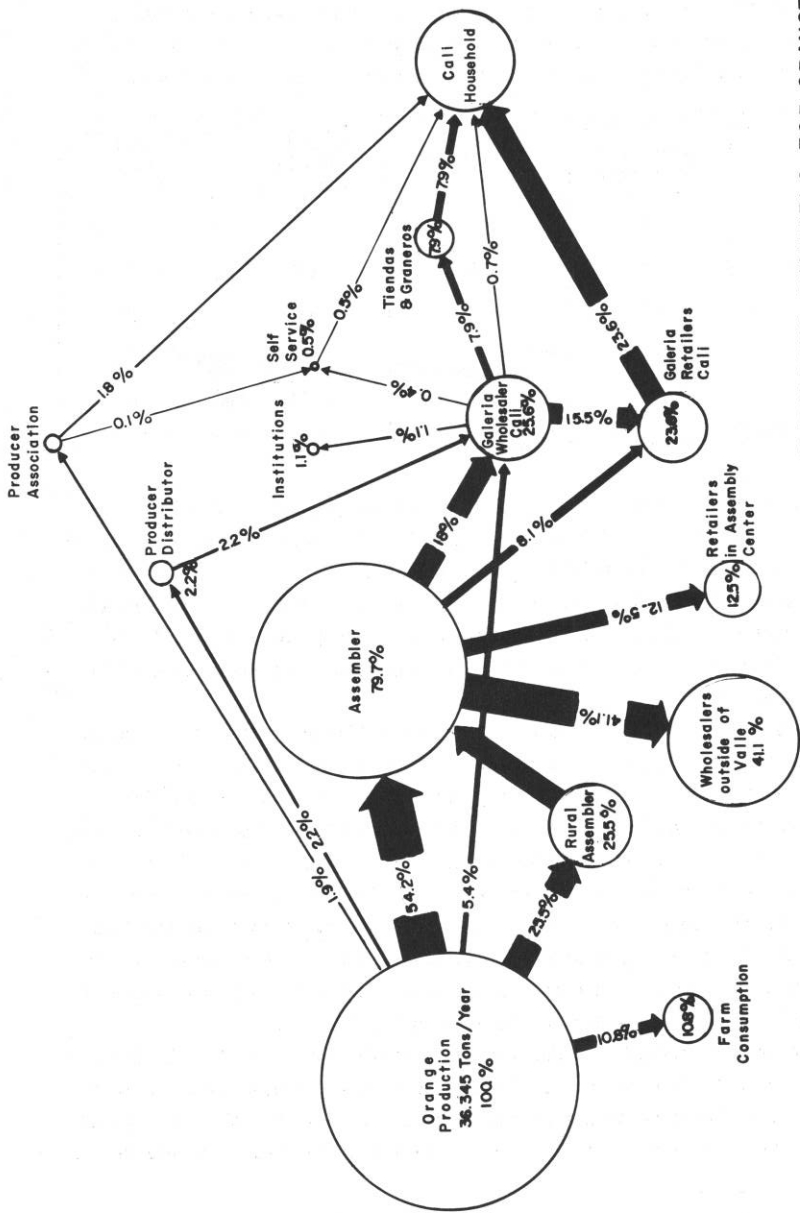 Orange
Production
36.345 Tons/Year
100.%
1.9%
2.2%
54.2%
5.4%
25.5%
10.8%
10.8%
Farm
Consumption
Rural
Assembler
25.5%
Assembler
79.7%
41.1%
Wholesalers
outside of
Valle
41.1 %
12.5%
12.5%
Retailers
in Assembly
Center
18%
8.1%
Producer
Distributor
2.2%
2.2%
Producer
Association
1.8 %
0.1%
Institutions
1.1%
1.1%
Self
Service
0.5%
0.5%
0.4%
Galeria
Wholesaler
Cali
25.6%
15.5%
23.6%
Galeria
Retailers
Cali
23.6%
Tiendas
& Graneros
7.9%
7.9%
7.9%
0.7%
Cali
Household